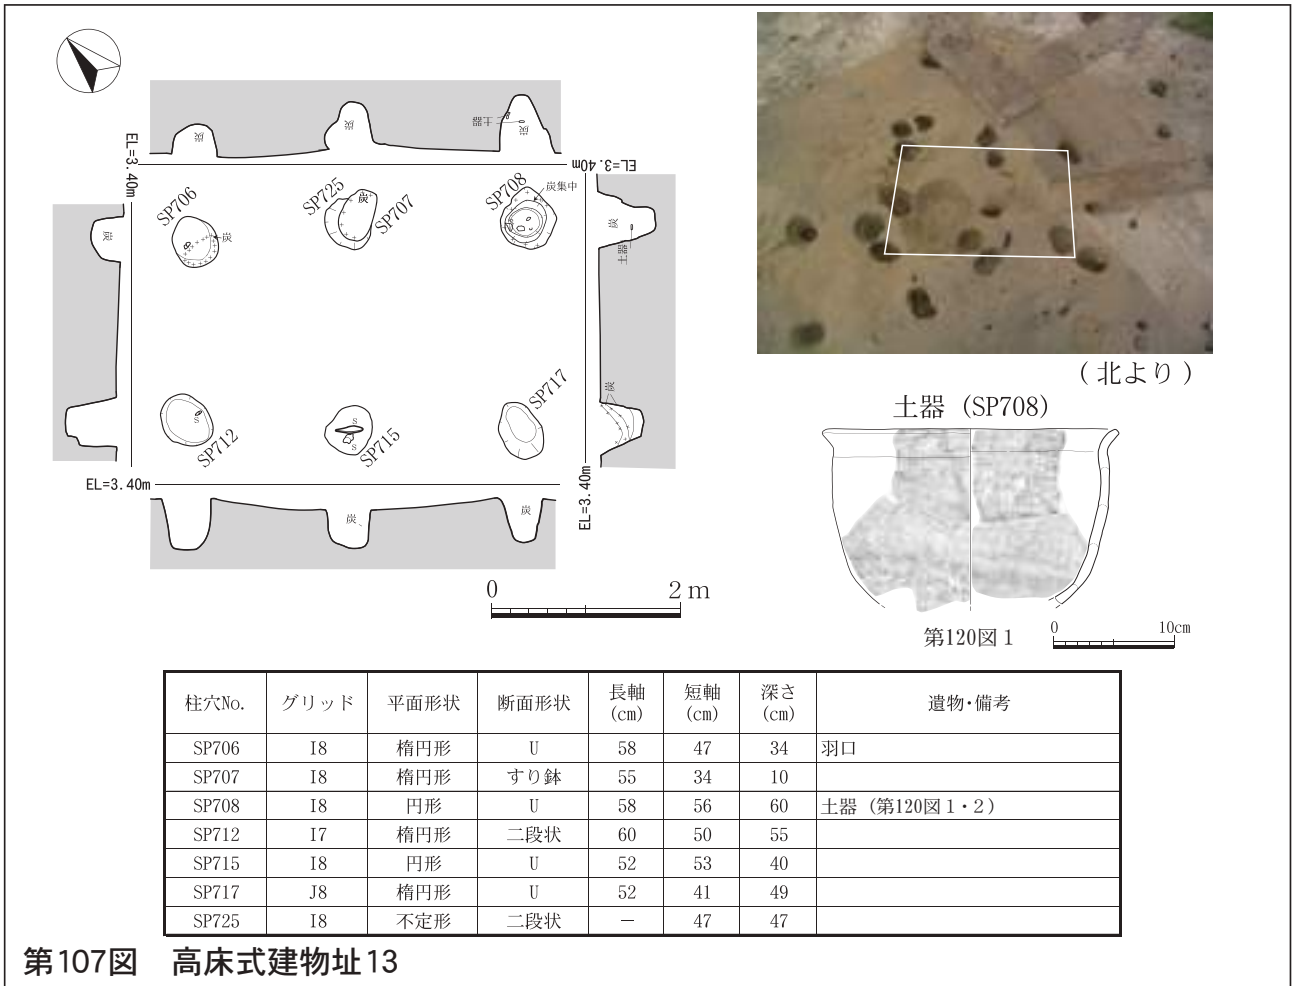 炭
炭
土器
炭
EL=3.40m
EL=3.40m
SP706
SP725
炭
SP707
SP708
炭集中
炭
炭
炭
土器
SP712
S
SP715
S
S
SP717
炭
EL=3.40m
EL=3.40m
炭
炭
0 2m
(北より)
土器 (SP708)
第120図1
0 10cm
柱穴No. グリッド 平面形状 断面形状 長軸(cm) 短軸(cm) 深さ(cm) 遺物・備考
SP706 I8 楕円形 U 58 47 34 羽口
SP707 I8 楕円形 すり鉢 55 34 10
SP708 I8 円形 U 58 56 60 土器 (第120図1・2)
SP712 I7 楕円形 二段状 60 50 55
SP715 I8 円形 U 52 53 40
SP717 J8 楕円形 U 52 41 49
SP725 I8 不定形 二段状 － 47 47
第107図 高床式建物址13